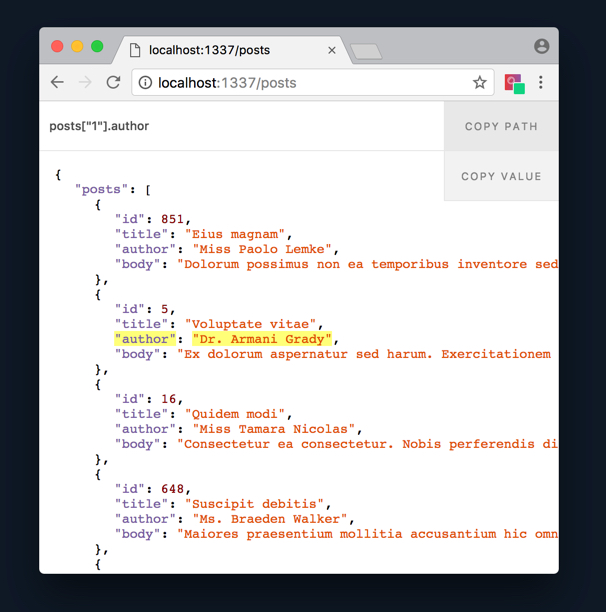 localhost:1337/posts
localhost:1337/posts
posts["1"].author
COPY PATH
COPY VALUE
{
"posts": [
{
"id": 851,
"title": "Eius magnam",
"author": "Miss Paolo Lemke",
"body": "Dolorum possimus non ea temporibus inventore sed
},
{
"id": 5,
"title": "Voluptate vitae",
"author": "Dr. Armani Grady",
"body": "Ex dolorum aspernatur sed harum. Exercitationem
},
{
"id": 16,
"title": "Quidem modi",
"author": "Miss Tamara Nicolas",
"body": "Consectetur ea consectetur. Nobis perferendis di
},
{
"id": 648,
"title": "Suscipit debitis",
"author": "Ms. Braeden Walker",
"body": "Maiores praesentium mollitia accusantium hic omn
},
{